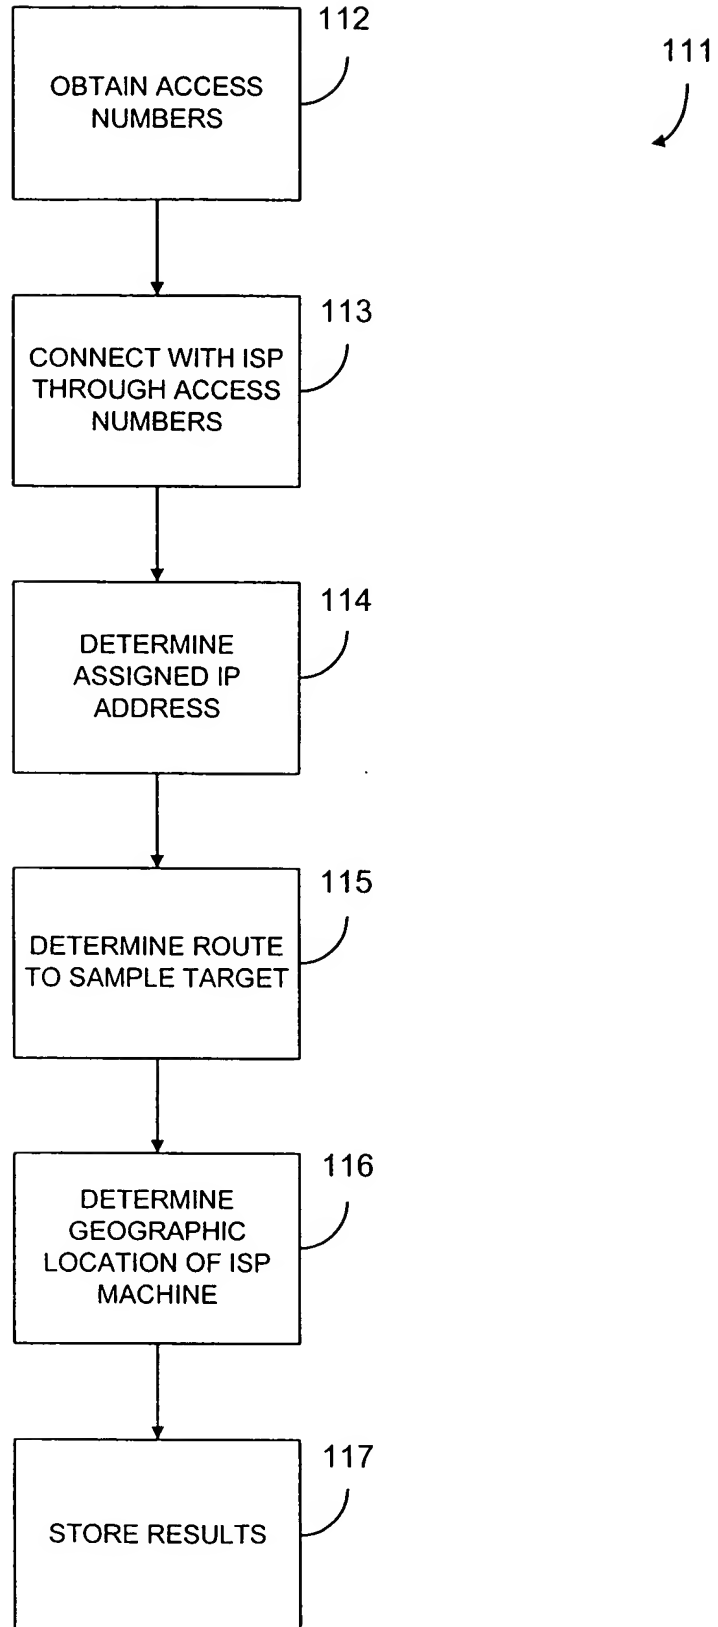 112
111
OBTAIN ACCESS
NUMBERS
113
CONNECT WITH ISP
THROUGH ACCESS
NUMBERS
114
DETERMINE
ASSIGNED IP
ADDRESS
115
DETERMINE ROUTE
TO SAMPLE TARGET
116
DETERMINE
GEOGRAPHIC
LOCATION OF ISP
MACHINE
117
STORE RESULTS